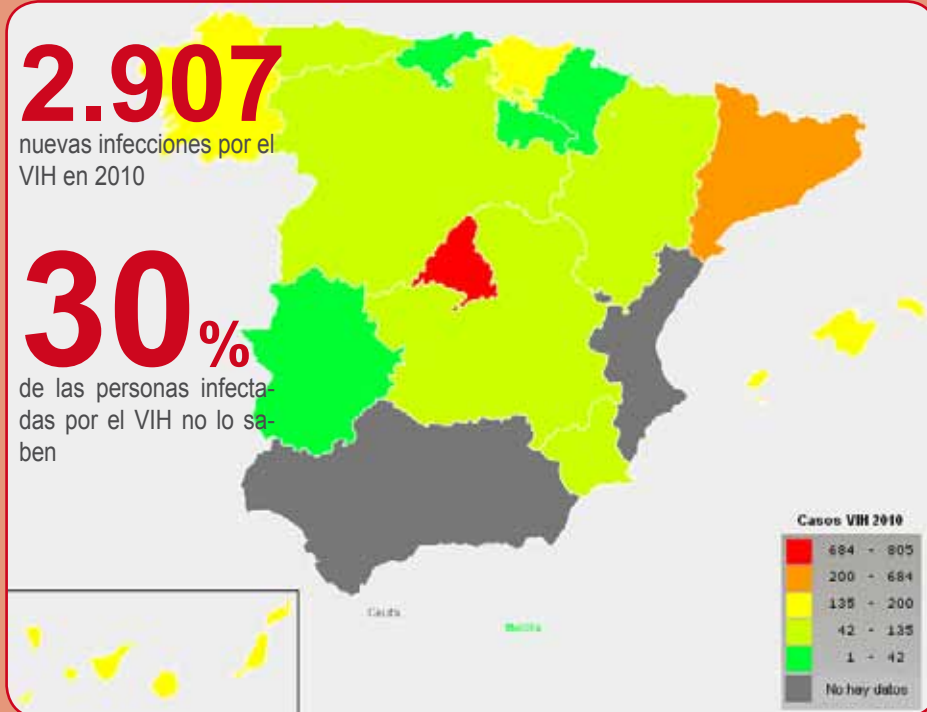 2.907
nuevas infecciones por el
VIH en 2010
30%
de las personas infecta-
das por el VIH no lo sa-
ben
Casos VIH 2010
684 - 805
200 - 684
135 - 200
42 - 135
1 - 42
No hay datos
Ceuta
Melilla